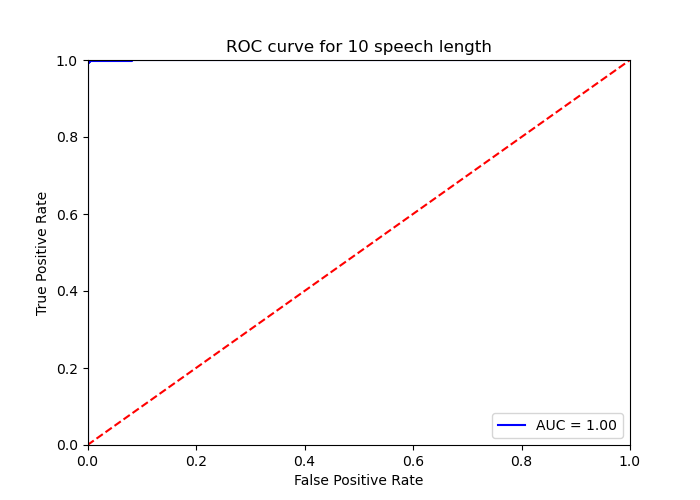 ROC curve for 10 speech length
1.0
0.8
0.6
0.4
0.2
0.0
True Positive Rate
AUC = 1.00
0.0 0.2 0.4 0.6 0.8 1.0
False Positive Rate